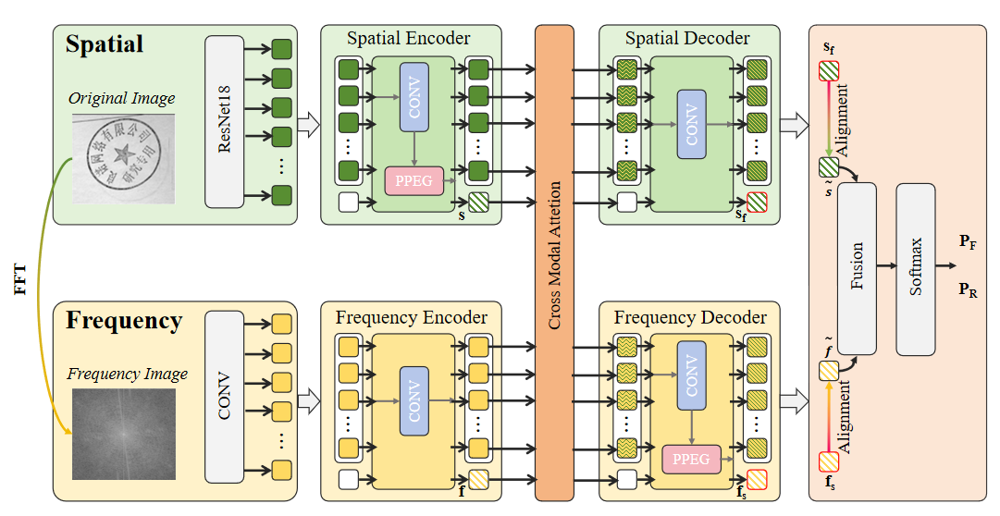 Spatial
Original Image
ResNet18
Spatial Encoder
CONV
PPEG
s
Cross Modal Attetion
Spatial Decoder
CONV
s_f
s_f
Alignment
s̃
Fusion
Softmax
P_F
P_R
f̃
Alignment
f_s
FFT
Frequency
Frequency Image
CONV
Frequency Encoder
CONV
f
Frequency Decoder
CONV
PPEG
f_s